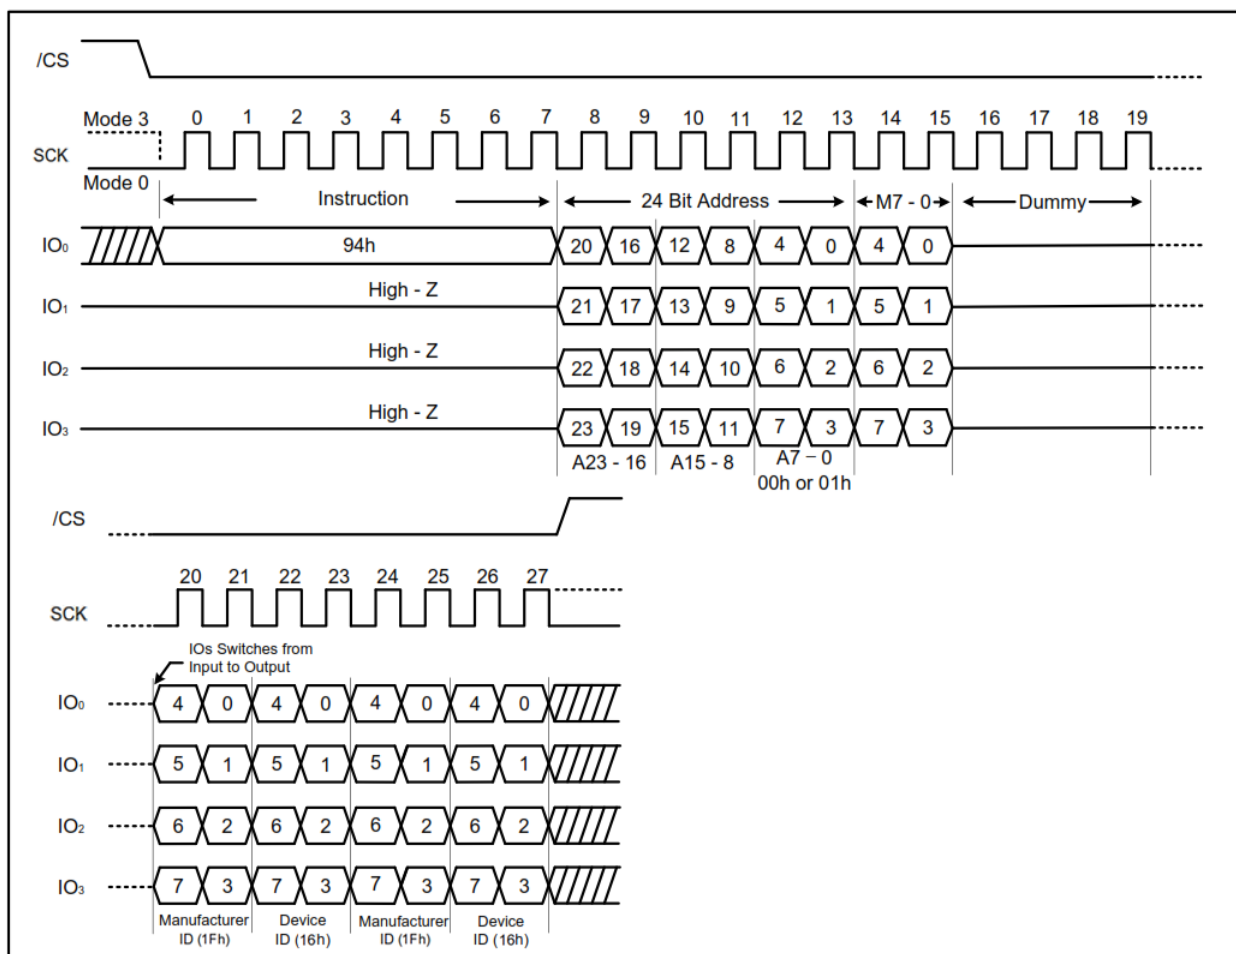 /CS
Mode 3 0 1 2 3 4 5 6 7 8 9 10 11 12 13 14 15 16 17 18 19
SCK
Mode 0
Instruction 24 Bit Address M7 - 0 Dummy
IO0 94h 20 16 12 8 4 0 4 0
High - Z
IO1 21 17 13 9 5 1 5 1
High - Z
IO2 22 18 14 10 6 2 6 2
High - Z
IO3 23 19 15 11 7 3 7 3
A23 - 16 A15 - 8 A7 – 0
00h or 01h
/CS
20 21 22 23 24 25 26 27
SCK
IOs Switches from
Input to Output
IO0 4 0 4 0 4 0 4 0
IO1 5 1 5 1 5 1 5 1
IO2 6 2 6 2 6 2 6 2
IO3 7 3 7 3 7 3 7 3
Manufacturer Device Manufacturer Device
ID (1Fh) ID (16h) ID (1Fh) ID (16h)